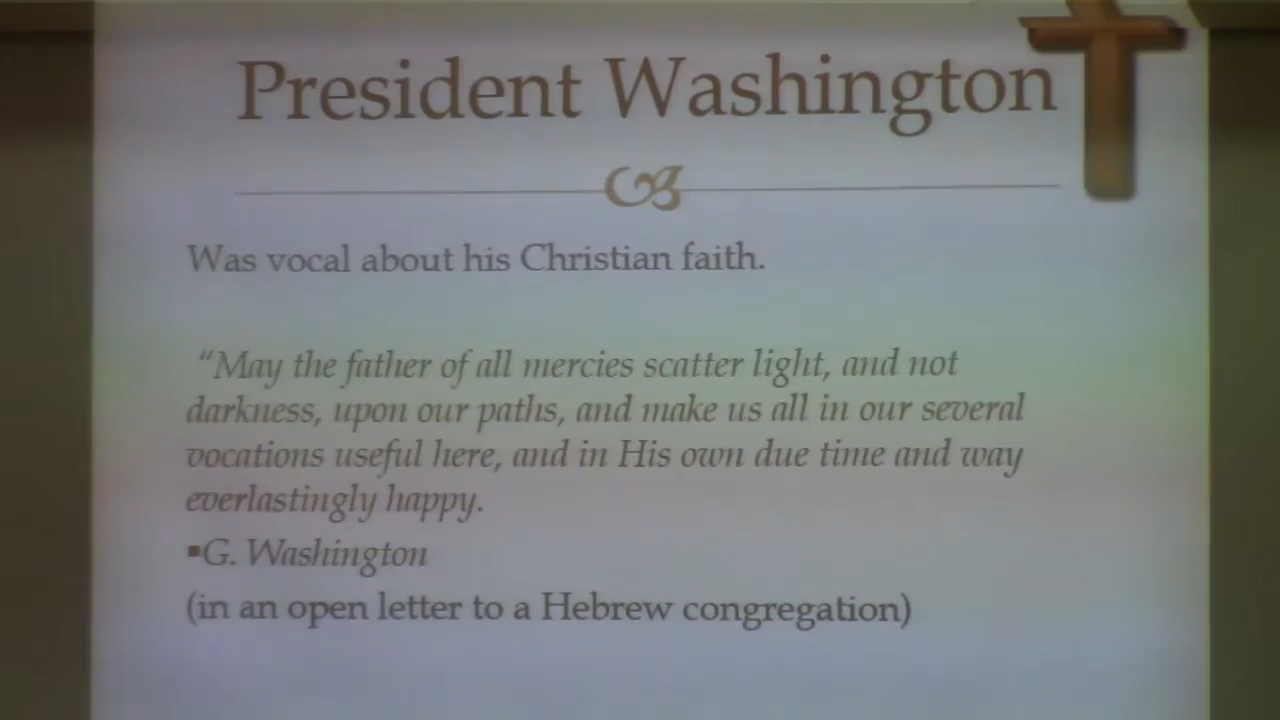 President Washington
Was vocal about his Christian faith.
“May the father of all mercies scatter light, and not
darkness, upon our paths, and make us all in our several
vocations useful here, and in His own due time and way
everlastingly happy.
▪G. Washington
(in an open letter to a Hebrew congregation)